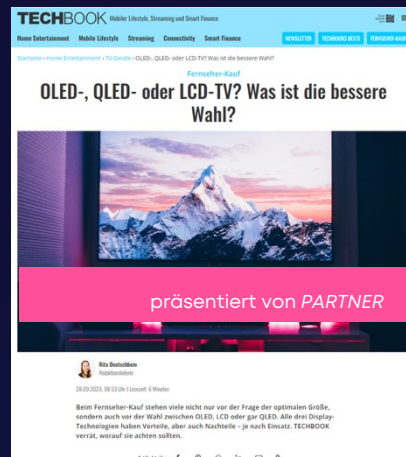 TECHBOOK Mobiler Lifestyle, Streaming und Smart Finance
Home Entertainment Mobile Lifestyle Streaming Connectivity Smart Finance NEWSLETTER TECHBOOKS BESTE FERNSEHER-KAUF
Startseite » Home Entertainment » TV-Geräte » OLED-, QLED- oder LCD-TV? Was ist die bessere Wahl?
Fernseher-Kauf
OLED-, QLED- oder LCD-TV? Was ist die bessere
Wahl?
präsentiert von PARTNER
Rita Deutschbein
Redaktionsleiterin
28.09.2023, 08:53 Uhr | Lesezeit: 6 Minuten
Beim Fernseher-Kauf stehen viele nicht nur vor der Frage der optimalen Größe,
sondern auch vor der Wahl zwischen OLED, LCD oder gar QLED. Alle drei Display-
Technologien haben Vorteile, aber auch Nachteile – je nach Einsatz. TECHBOOK
verrät, worauf sie achten sollten.